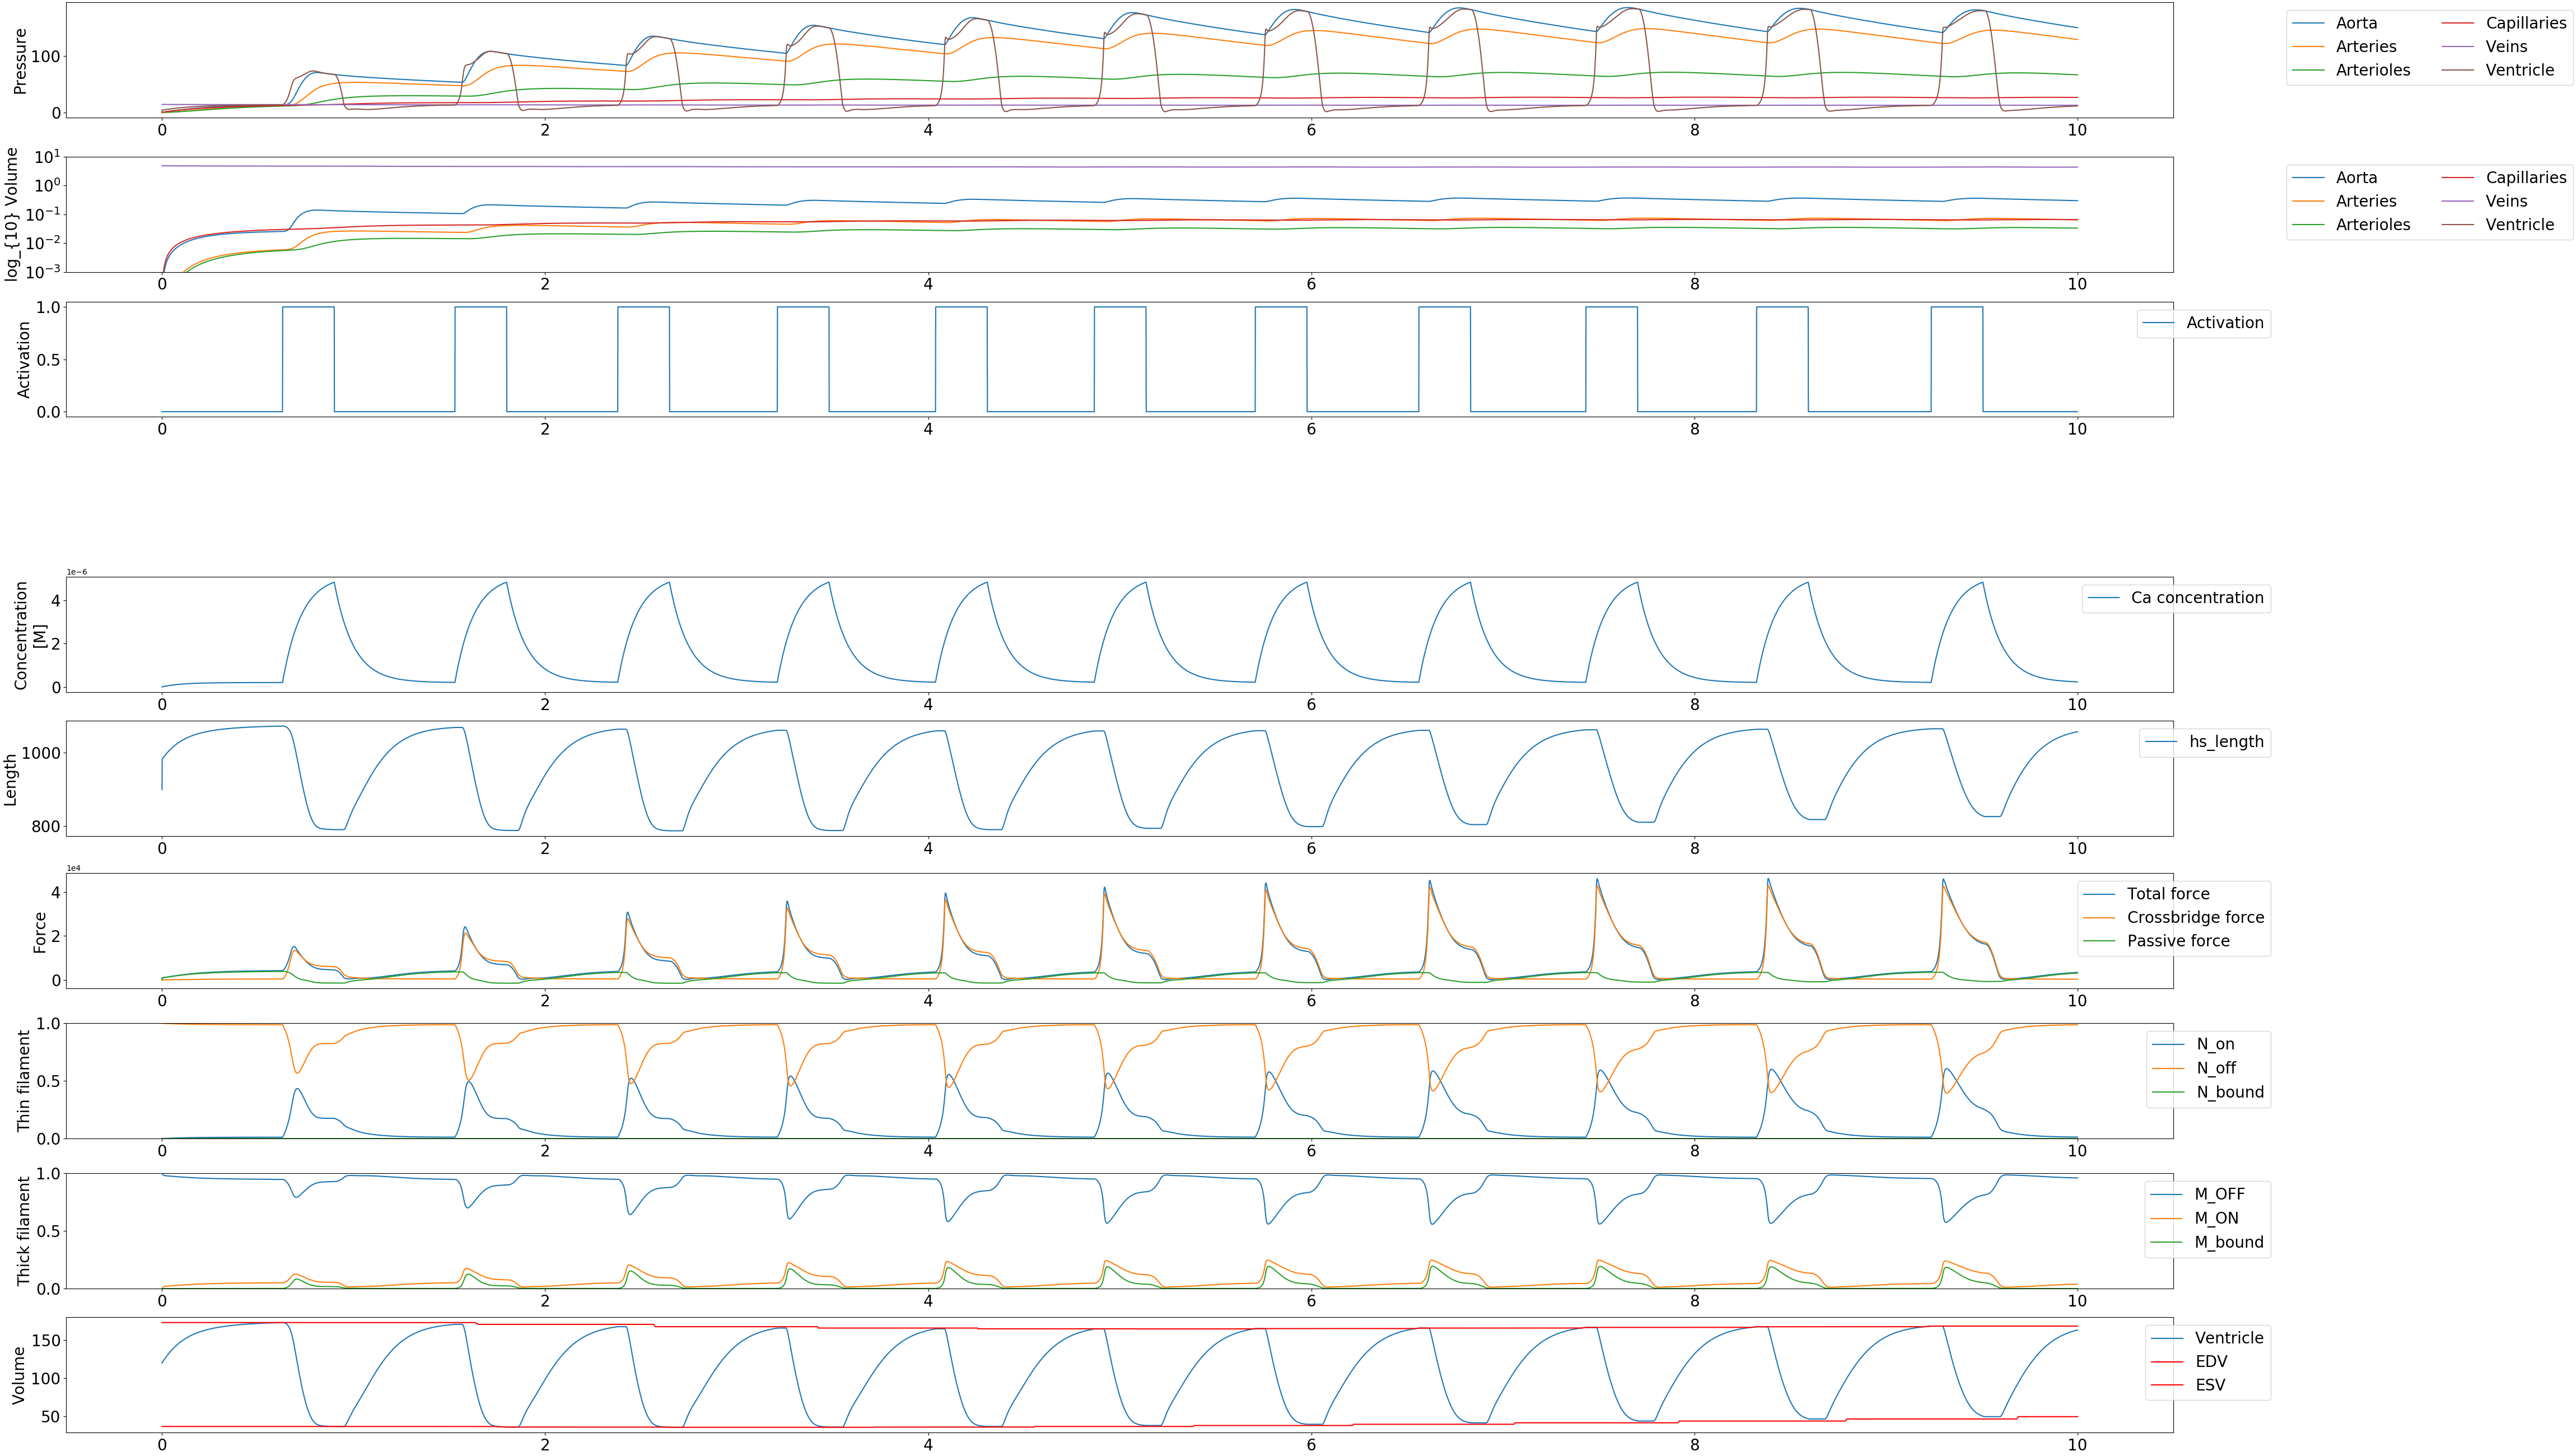 Pressure
100
0
0 2 4 6 8 10
Aorta Capillaries
Arteries Veins
Arterioles Ventricle
log_{10} Volume
10¹
10⁰
10⁻¹
10⁻²
10⁻³
0 2 4 6 8 10
Aorta Capillaries
Arteries Veins
Arterioles Ventricle
Activation
1.0
0.5
0.0
0 2 4 6 8 10
Activation
Concentration
[M]
1e−6
4
2
0
0 2 4 6 8 10
Ca concentration
Length
1000
800
0 2 4 6 8 10
hs_length
Force
1e4
4
2
0
0 2 4 6 8 10
Total force
Crossbridge force
Passive force
Thin filament
1.0
0.5
0.0
0 2 4 6 8 10
N_on
N_off
N_bound
Thick filament
1.0
0.5
0.0
0 2 4 6 8 10
M_OFF
M_ON
M_bound
Volume
150
100
50
0 2 4 6 8 10
Ventricle
EDV
ESV